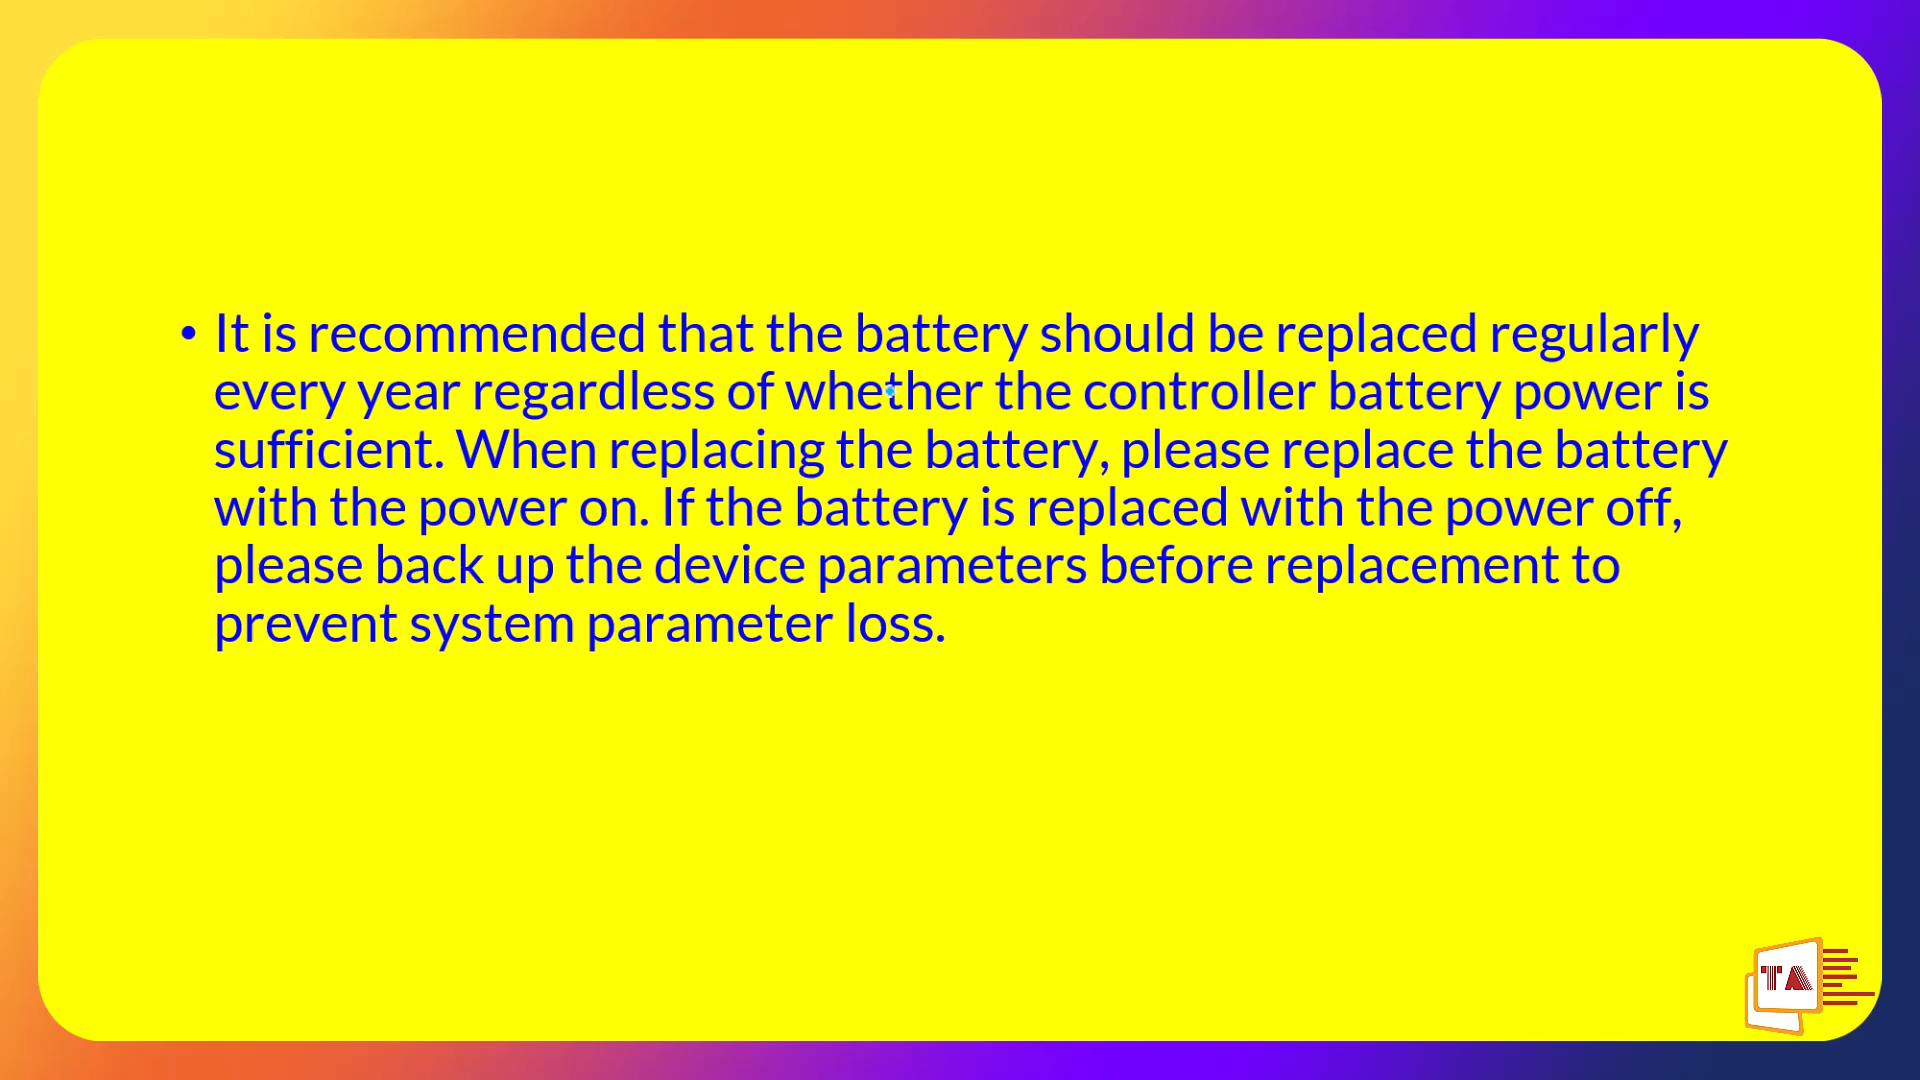 • It is recommended that the battery should be replaced regularly
every year regardless of whether the controller battery power is
sufficient. When replacing the battery, please replace the battery
with the power on. If the battery is replaced with the power off,
please back up the device parameters before replacement to
prevent system parameter loss.
TA